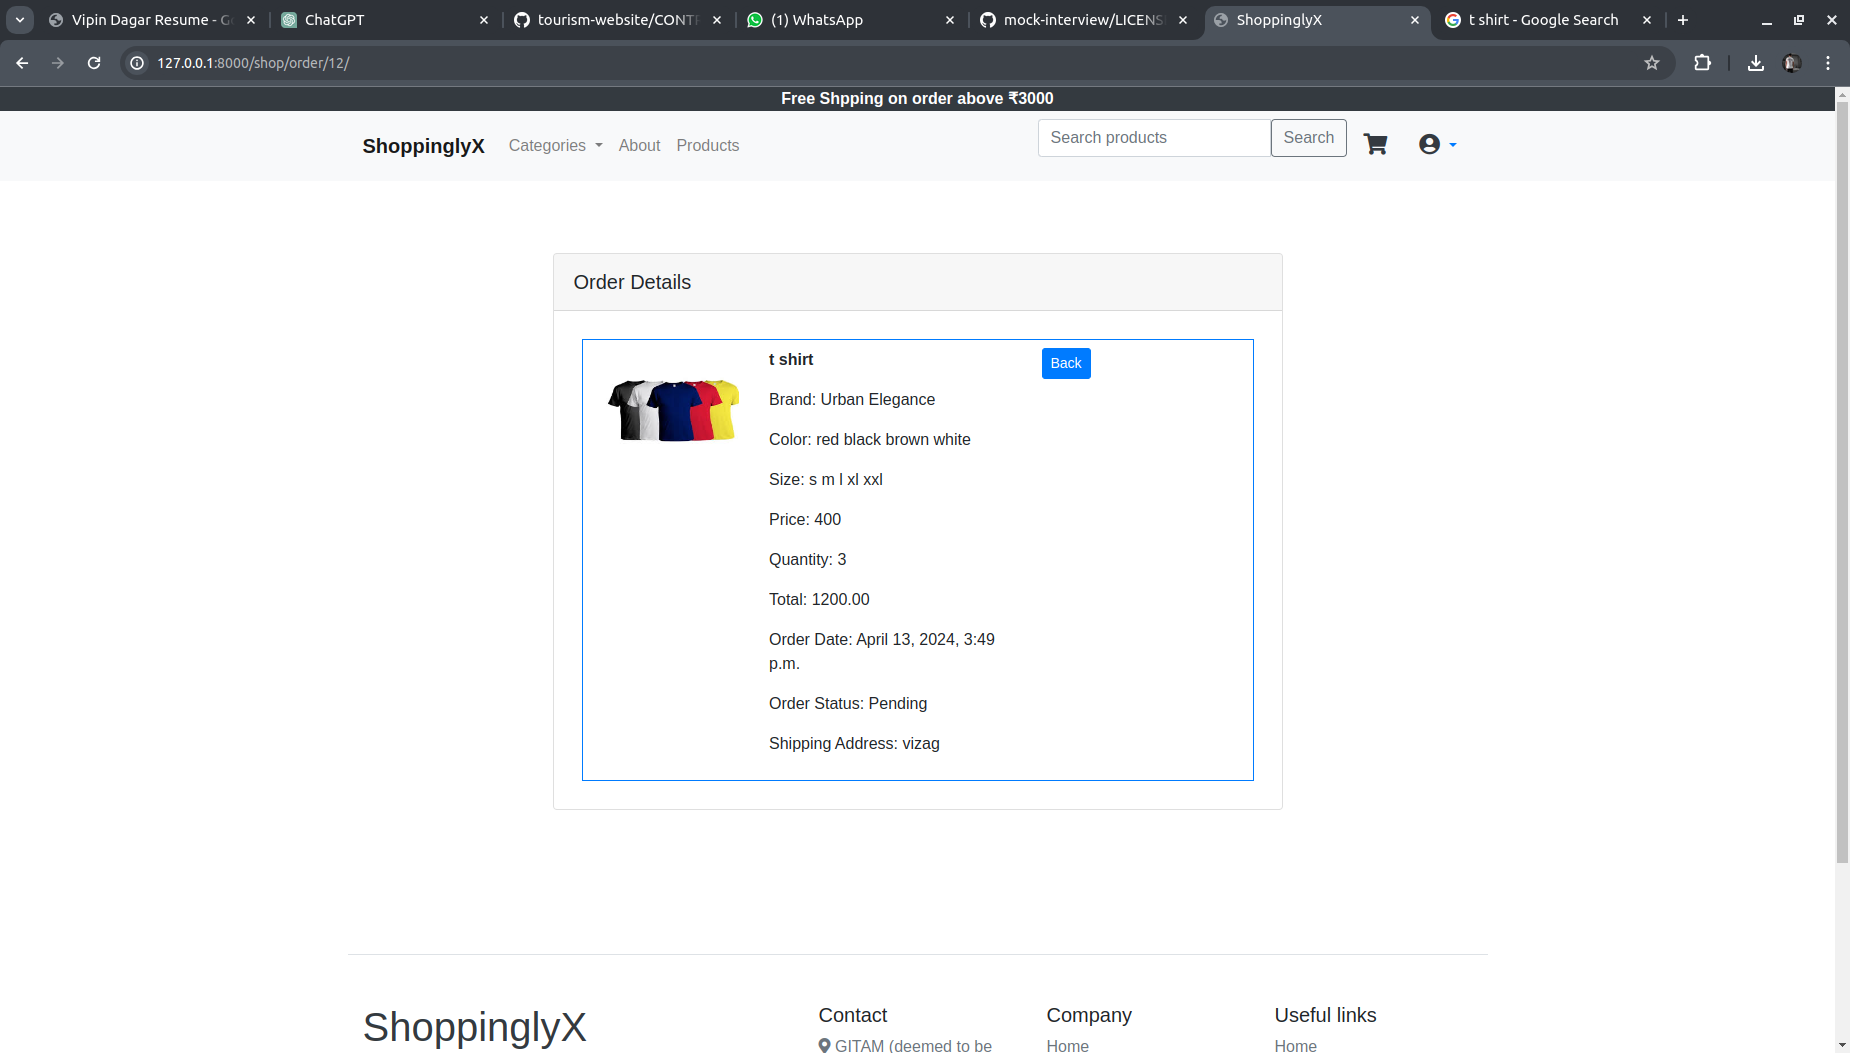 Vipin Dagar Resume - Go
ChatGPT
tourism-website/CONTR
(1) WhatsApp
mock-interview/LICENSE
ShoppinglyX
t shirt - Google Search
127.0.0.1:8000/shop/order/12/
Free Shpping on order above ₹3000
ShoppinglyX
Categories
About
Products
Search products
Search
Order Details
t shirt
Back
Brand: Urban Elegance
Color: red black brown white
Size: s m l xl xxl
Price: 400
Quantity: 3
Total: 1200.00
Order Date: April 13, 2024, 3:49
p.m.
Order Status: Pending
Shipping Address: vizag
ShoppinglyX
Contact
Company
Useful links
GITAM (deemed to be
Home
Home